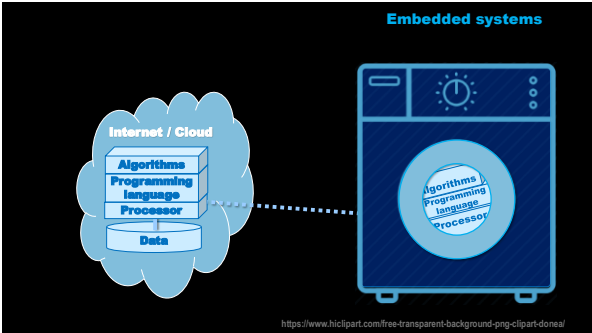 Embedded systems
Internet / Cloud
Algorithms
Programming
language
Processor
Data
lgorithms
Programming
language
Processor
https://www.hiclipart.com/free-transparent-background-png-clipart-donea/